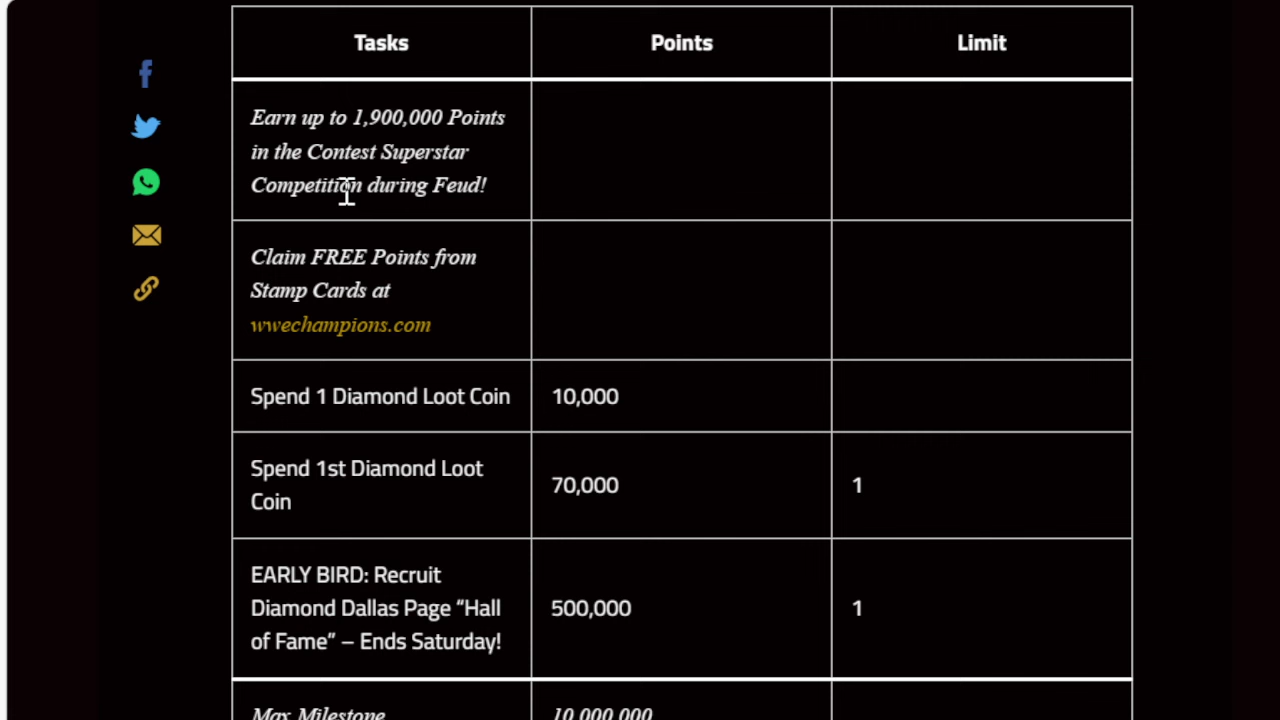 Tasks Points Limit
Earn up to 1,900,000 Points
in the Contest Superstar
Competition during Feud!
Claim FREE Points from
Stamp Cards at
wwechampions.com
Spend 1 Diamond Loot Coin 10,000
Spend 1st Diamond Loot
Coin
70,000 1
EARLY BIRD: Recruit
Diamond Dallas Page “Hall
of Fame” – Ends Saturday!
500,000 1
Max Milestone 10,000,000